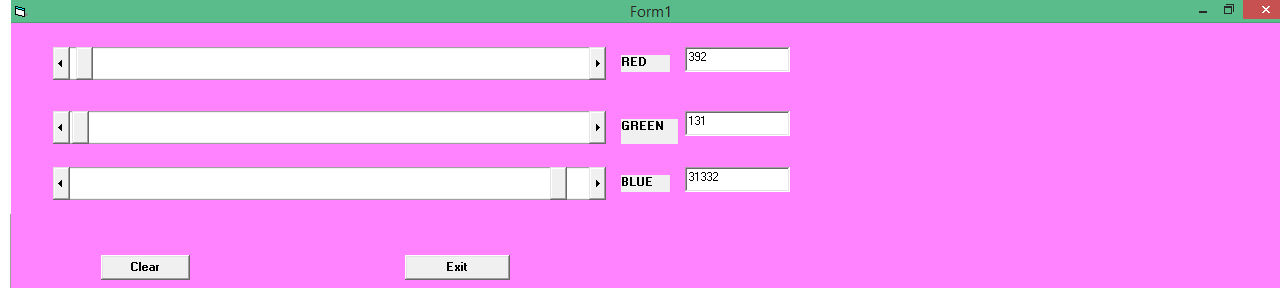 Form1
RED 392
GREEN 131
BLUE 31332
Clear Exit